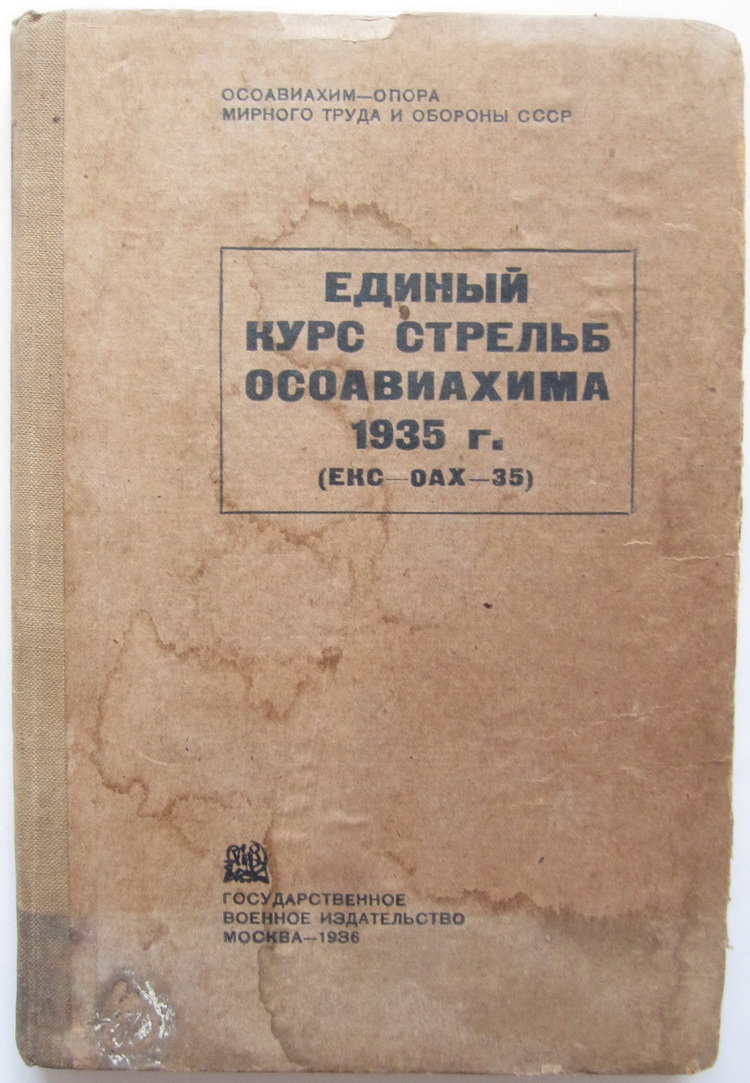 ОСОАВИАХИМ—ОПОРА
МИРНОГО ТРУДА И ОБОРОНЫ СССР
ЕДИНЫЙ
КУРС СТРЕЛЬБ
ОСОАВИАХИМА
1935 г.
(ЕКС—ОАХ—35)
ГОСУДАРСТВЕННОЕ
ВОЕННОЕ ИЗДАТЕЛЬСТВО
МОСКВА—1936